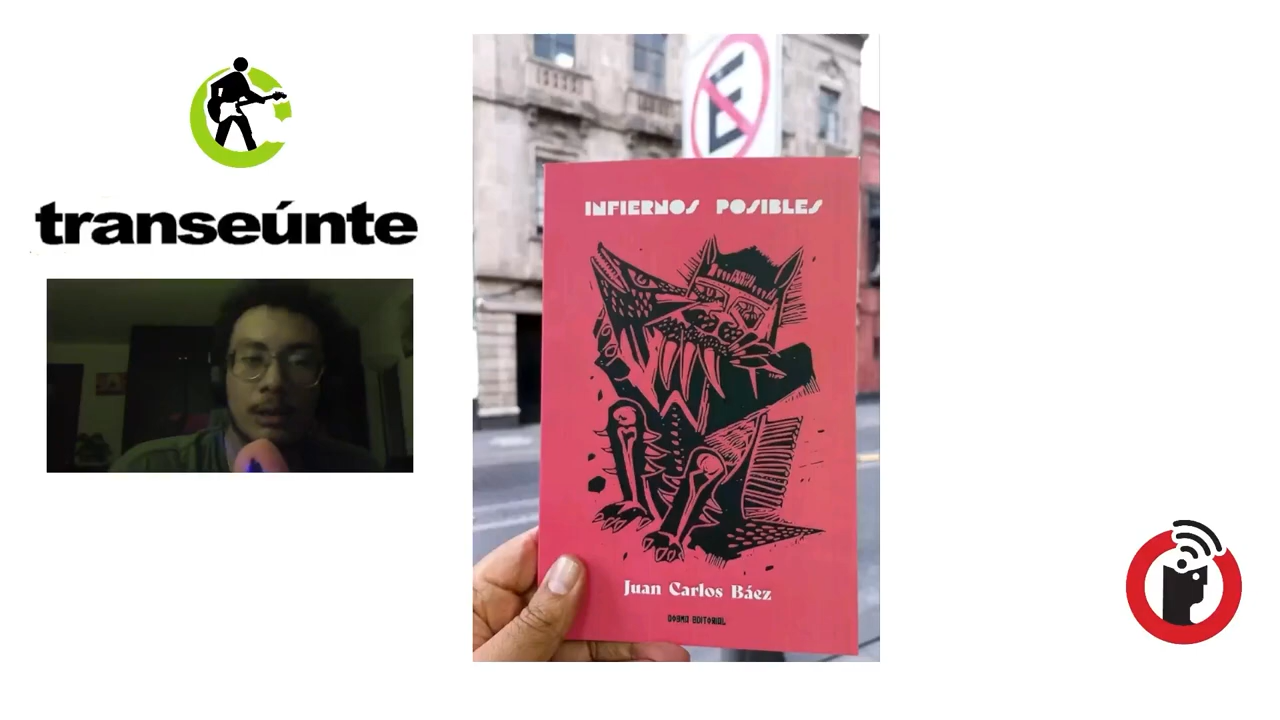 transeúnte
E
INFIERNOS POSIBLES
Juan Carlos Báez
DOGMA EDITORIAL